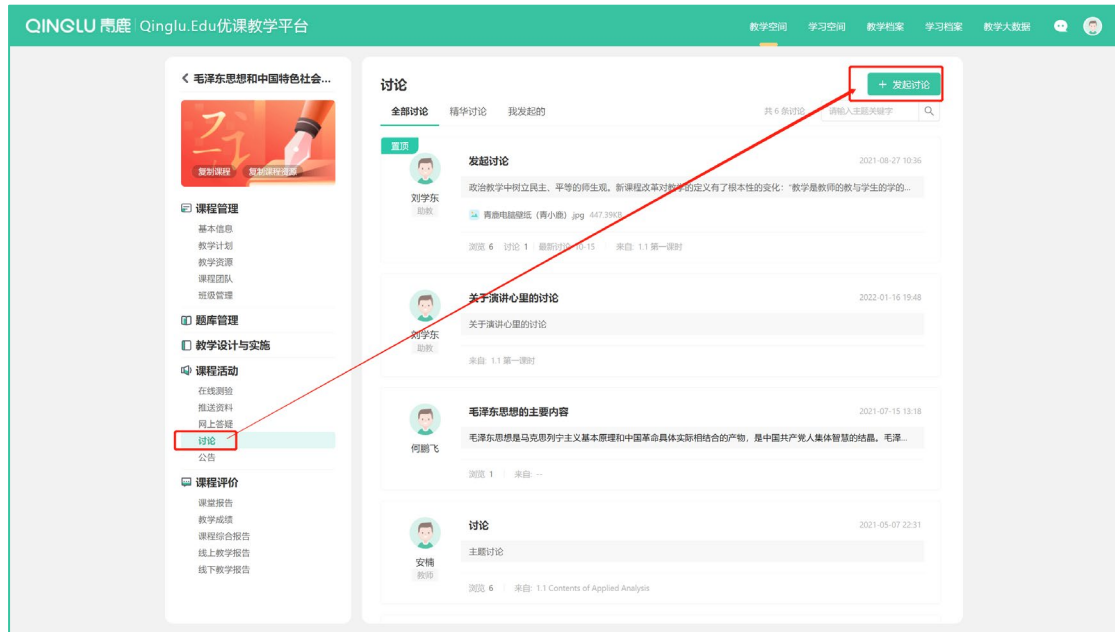 QINGLU 青鹿 Qinglu.Edu优课教学平台
教学空间 学习空间 教学档案 学习档案 教学大数据
毛泽东思想和中国特色社会...
复制课程 复制课程资源
课程管理
基本信息
教学计划
教学资源
课程团队
班级管理
题库管理
教学设计与实施
课程活动
在线测验
推送资料
网上答疑
讨论
公告
课程评价
课堂报告
教学成绩
课程综合报告
线上教学报告
线下教学报告
讨论
+ 发起讨论
全部讨论 精华讨论 我发起的
共 6 条讨论 请输入主题关键字
置顶
刘学东
助教
发起讨论 2021-08-27 10:36
政治教学中树立民主、平等的师生观。新课程改革对教学的定义有了根本性的变化：“教学是教师的教与学生的学的...
青鹿电脑壁纸（青小鹿）.jpg 447.39KB
浏览 6 讨论 1 最新讨论 10-15 来自: 1.1 第一课时
刘学东
助教
关于演讲心里的讨论 2022-01-16 19:48
关于演讲心里的讨论
来自: 1.1 第一课时
何鹏飞
毛泽东思想的主要内容 2021-07-15 13:18
毛泽东思想是马克思列宁主义基本原理和中国革命具体实际相结合的产物，是中国共产党人集体智慧的结晶。毛泽...
浏览 1 来自: --
安楠
教师
讨论 2021-05-07 22:31
主题讨论
浏览 6 来自: 1.1 Contents of Applied Analysis